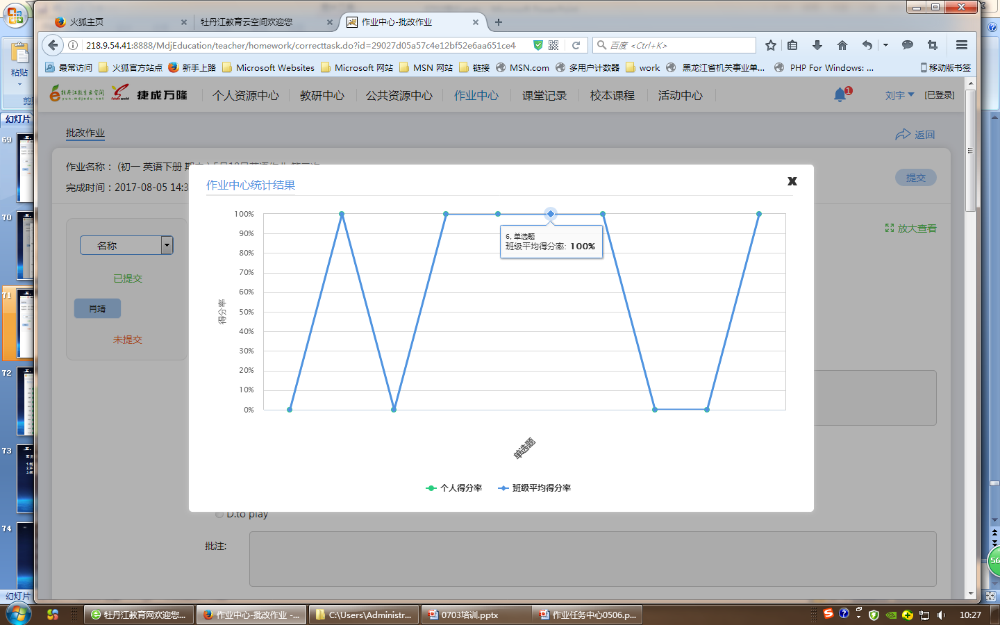 火狐主页
牡丹江教育云空间欢迎您
作业中心-批改作业
218.9.54.41:8888/MdjEducation/teacher/homework/correcttask.do?id=29027d05a57c4e12bf52e6aa651ce4
百度 <Ctrl+K>
最常访问
火狐官方站点
新手上路
Microsoft Websites
Microsoft 网站
MSN 网站
链接
MSN.com
多用户计数器
work
黑龙江省机关事业单...
PHP For Windows: ...
移动版书签
粘贴
幻灯片
69
70
71
72
73
74
幻灯片
牡丹江教育云空间
yun.mdjedu.net
捷成万隆
个人资源中心
教研中心
公共资源中心
作业中心
课堂记录
校本课程
活动中心
1
刘宇
[已登录]
批改作业
返回
作业名称： (初一 英语下册
完成时间：2017-08-05 14:3
提交
放大查看
名称
已提交
肖靖
未提交
作业中心统计结果
X
100%
90%
80%
70%
60%
50%
40%
30%
20%
10%
0%
得分率
6. 单选题
班级平均得分率: 100%
单选题
个人得分率
班级平均得分率
D.to play
批注:
56
牡丹江教育网欢迎您...
作业中心-批改作业 -...
C:\Users\Administr...
0703培训.pptx
作业任务中心0506.p...
10:27